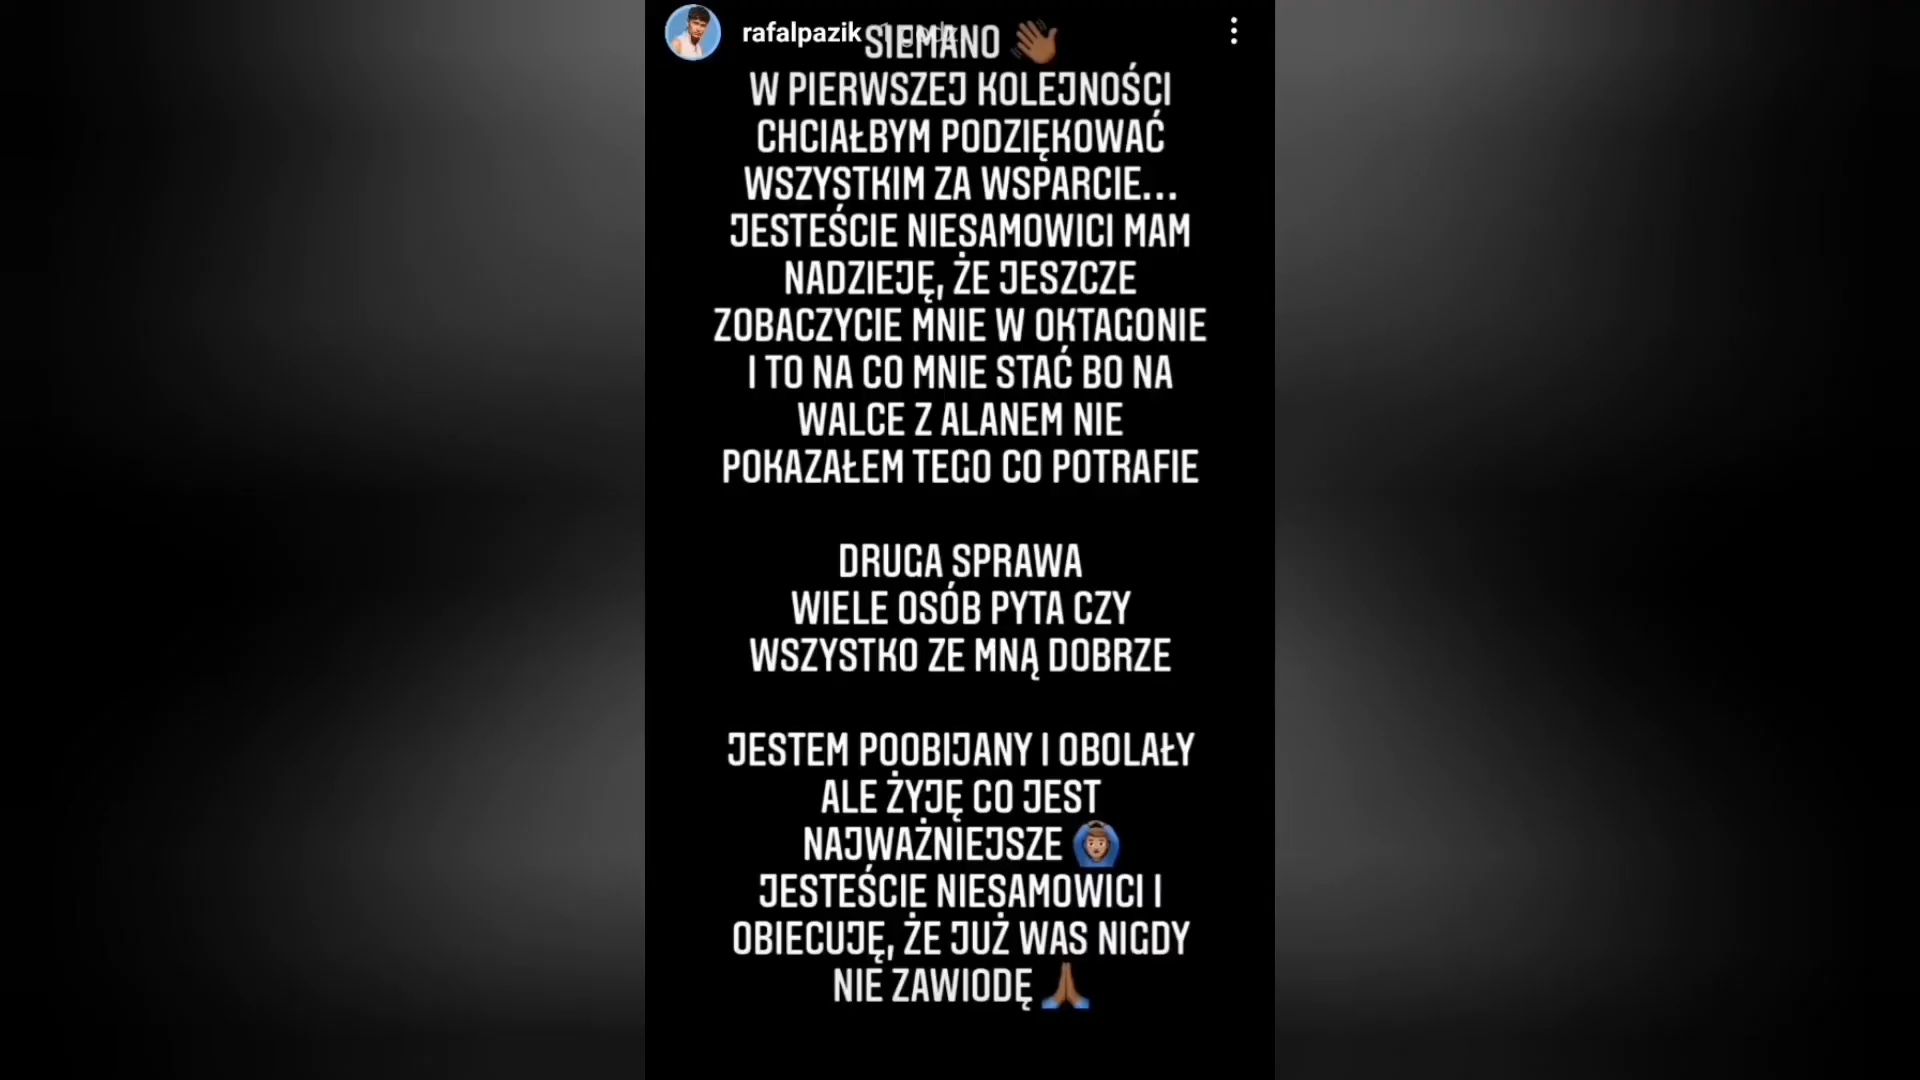 rafalpazik
SIEMANO 👋🏾
W PIERWSZEJ KOLEJNOŚCI
CHCIAŁBYM PODZIĘKOWAĆ
WSZYSTKIM ZA WSPARCIE...
JESTEŚCIE NIESAMOWICI MAM
NADZIEJĘ, ŻE JESZCZE
ZOBACZYCIE MNIE W OKTAGONIE
I TO NA CO MNIE STAĆ BO NA
WALCE Z ALANEM NIE
POKAZAŁEM TEGO CO POTRAFIE
DRUGA SPRAWA
WIELE OSÓB PYTA CZY
WSZYSTKO ZE MNĄ DOBRZE
JESTEM POOBIJANY I OBOLAŁY
ALE ŻYJĘ CO JEST
NAJWAŻNIEJSZE 🙆🏽‍♂️
JESTEŚCIE NIESAMOWICI I
OBIECUJĘ, ŻE JUŻ WAS NIGDY
NIE ZAWIODĘ 🙏🏾